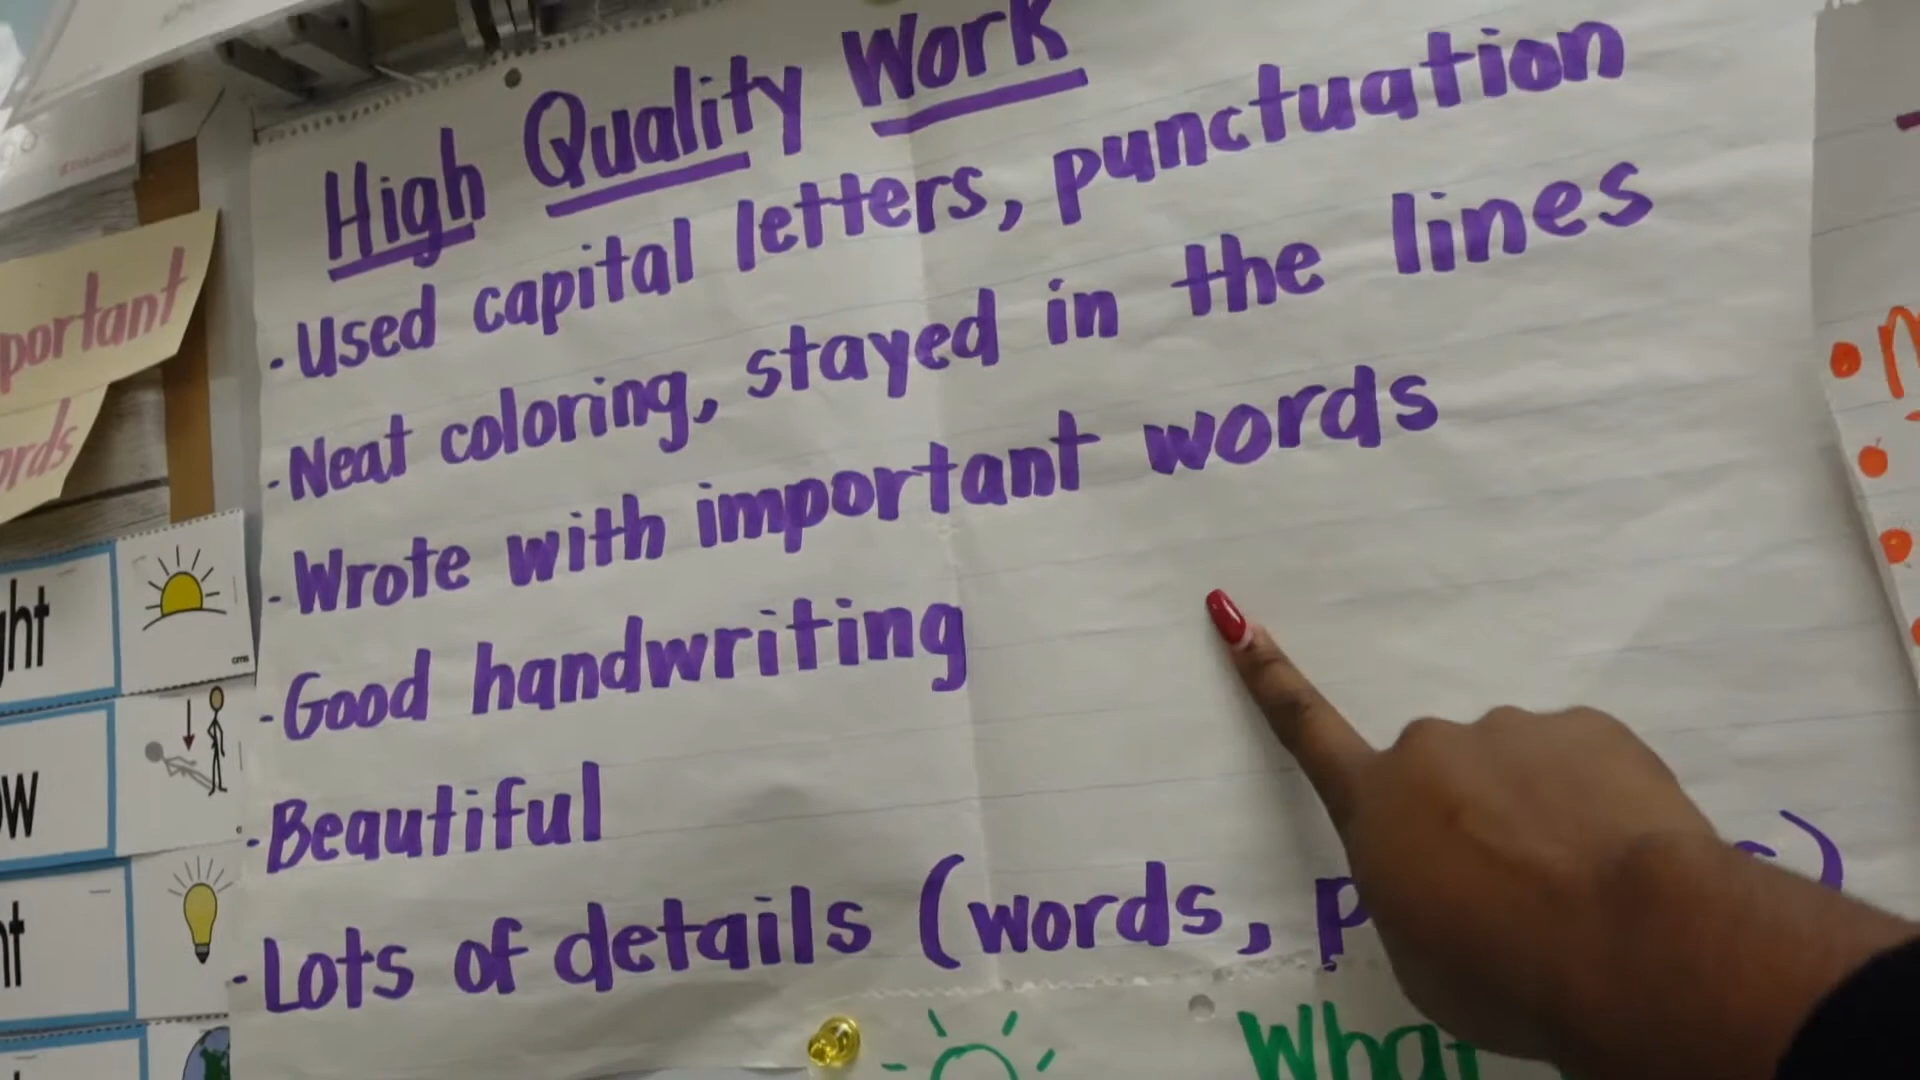 High Quality Work
· Used capital letters, punctuation
· Neat coloring, stayed in the lines
- Wrote with important words
- Good handwriting
· Beautiful
- Lots of details (words,
What